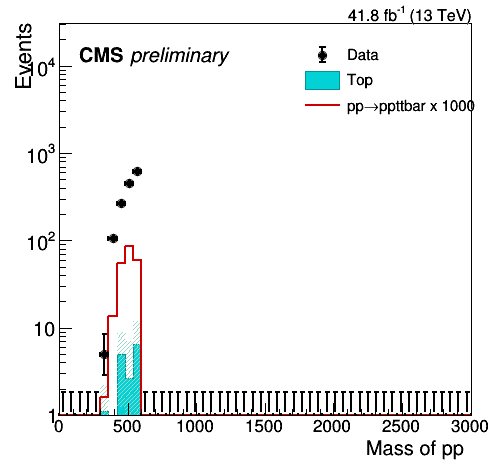 41.8 fb⁻¹ (13 TeV)
Events
CMS preliminary
Data
Top
pp→ppttbar x 1000
10⁴
10³
10²
10
1
0 500 1000 1500 2000 2500 3000
Mass of pp